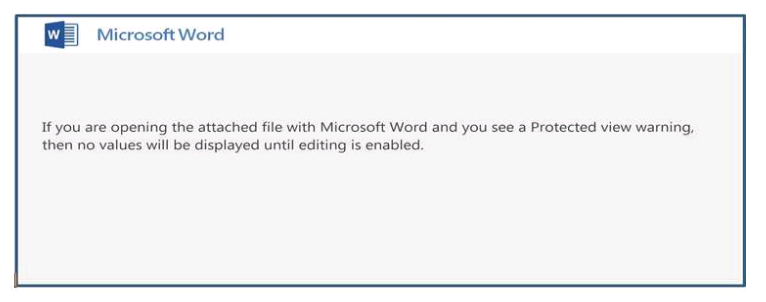 Microsoft Word
If you are opening the attached file with Microsoft Word and you see a Protected view warning,
then no values will be displayed until editing is enabled.